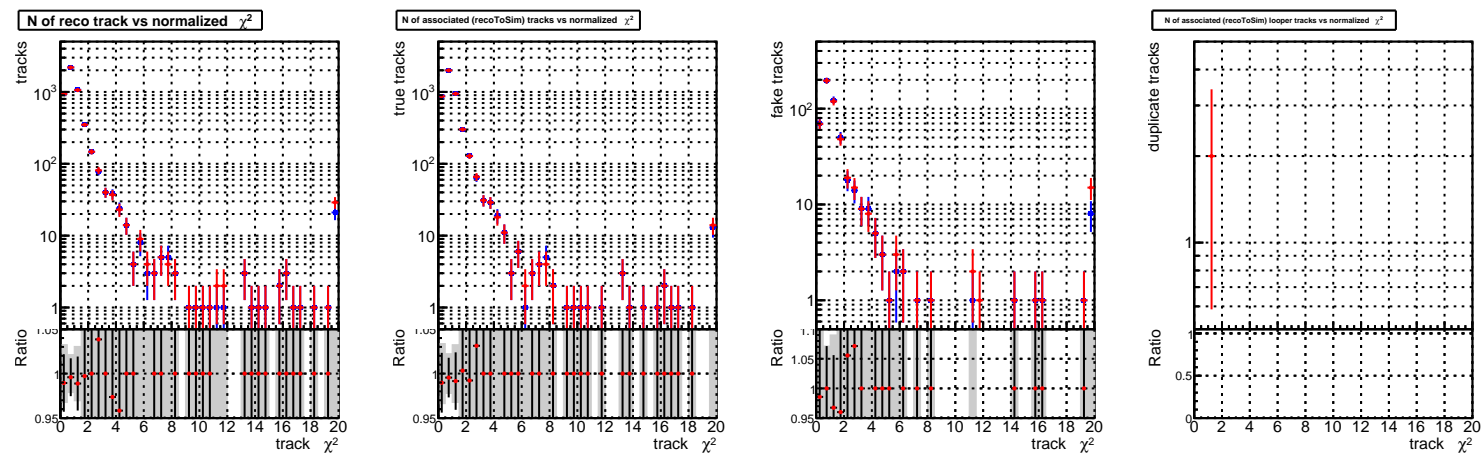 N of reco track vs normalized χ²
tracks
10³
10²
10
1
Ratio
1.05
1
0.95
0 2 4 6 8 10 12 14 16 18 20
track χ²
N of associated (recoToSim) tracks vs normalized χ²
true tracks
10³
10²
10
1
Ratio
1.05
1
0.95
0 2 4 6 8 10 12 14 16 18 20
track χ²
fake tracks
10²
10
1
Ratio
1.1
1.05
1
0.95
0 2 4 6 8 10 12 14 16 18 20
track χ²
N of associated (recoToSim) looper tracks vs normalized χ²
duplicate tracks
1
Ratio
1
0.5
0
0 2 4 6 8 10 12 14 16 18 20
track χ²